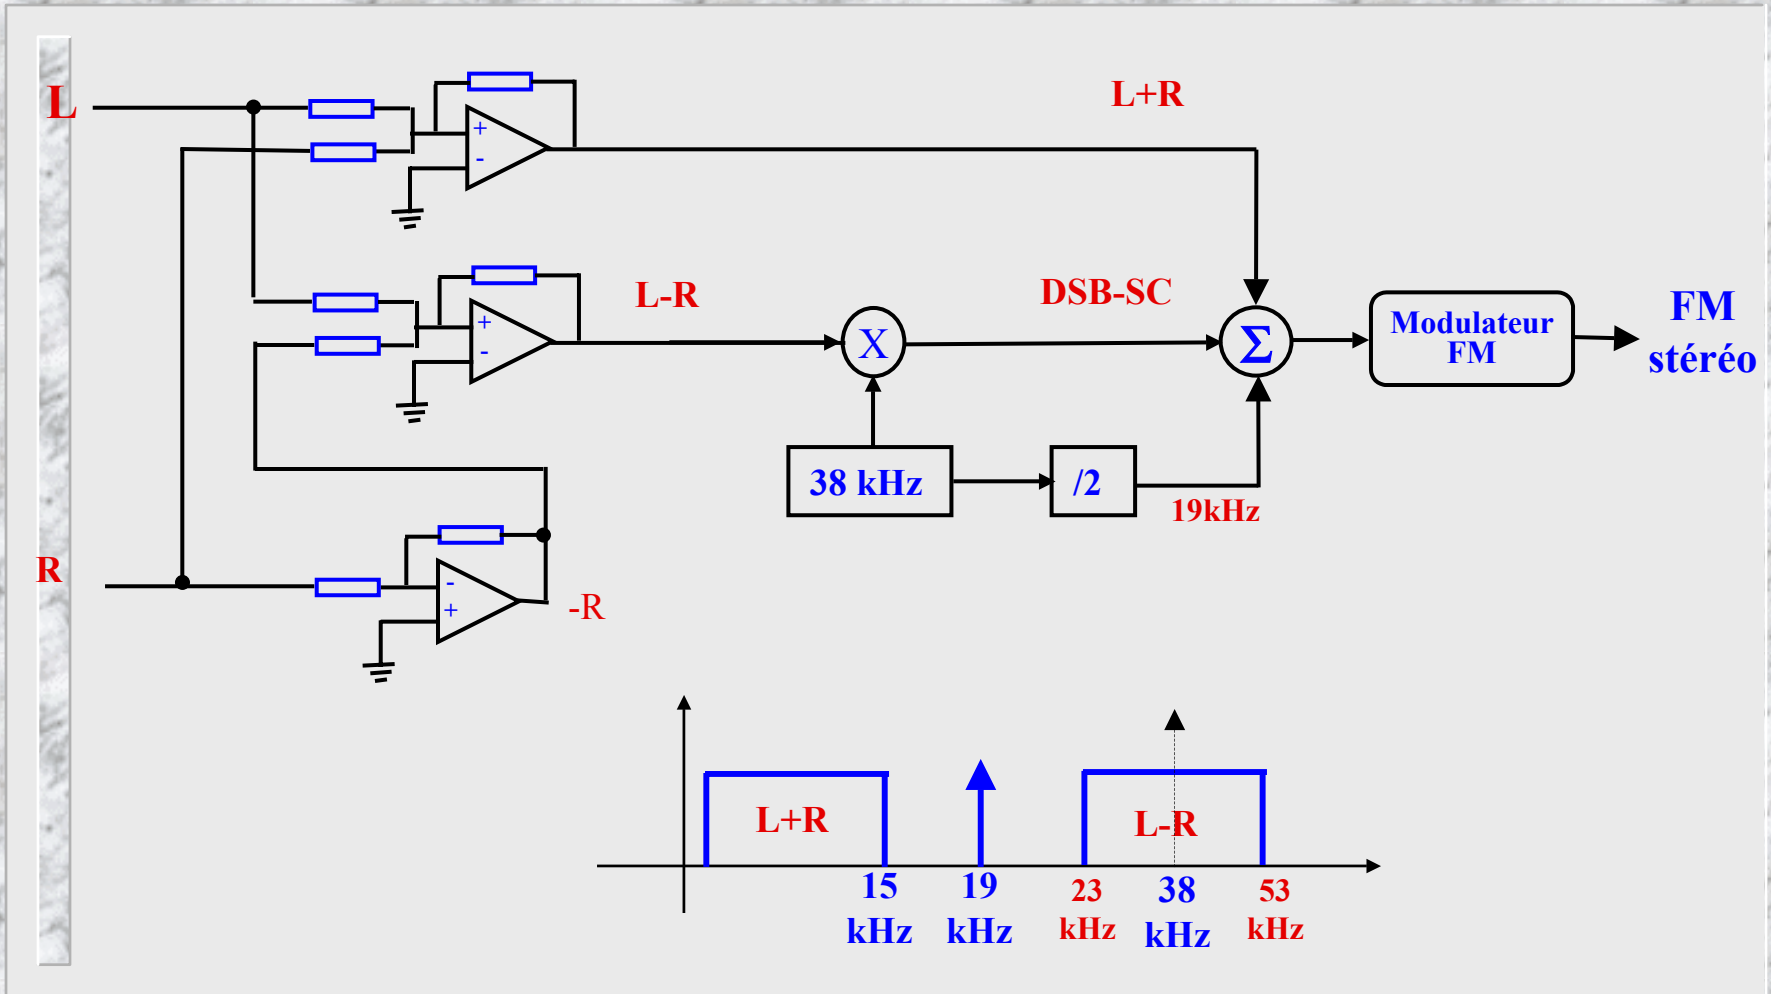 L
L+R
+
-
L-R
DSB-SC
+
-
X
Σ
Modulateur
FM
FM
stéréo
38 kHz
/2
19kHz
R
-
+
-R
L+R
L-R
15
kHz
19
kHz
23
kHz
38
kHz
53
kHz